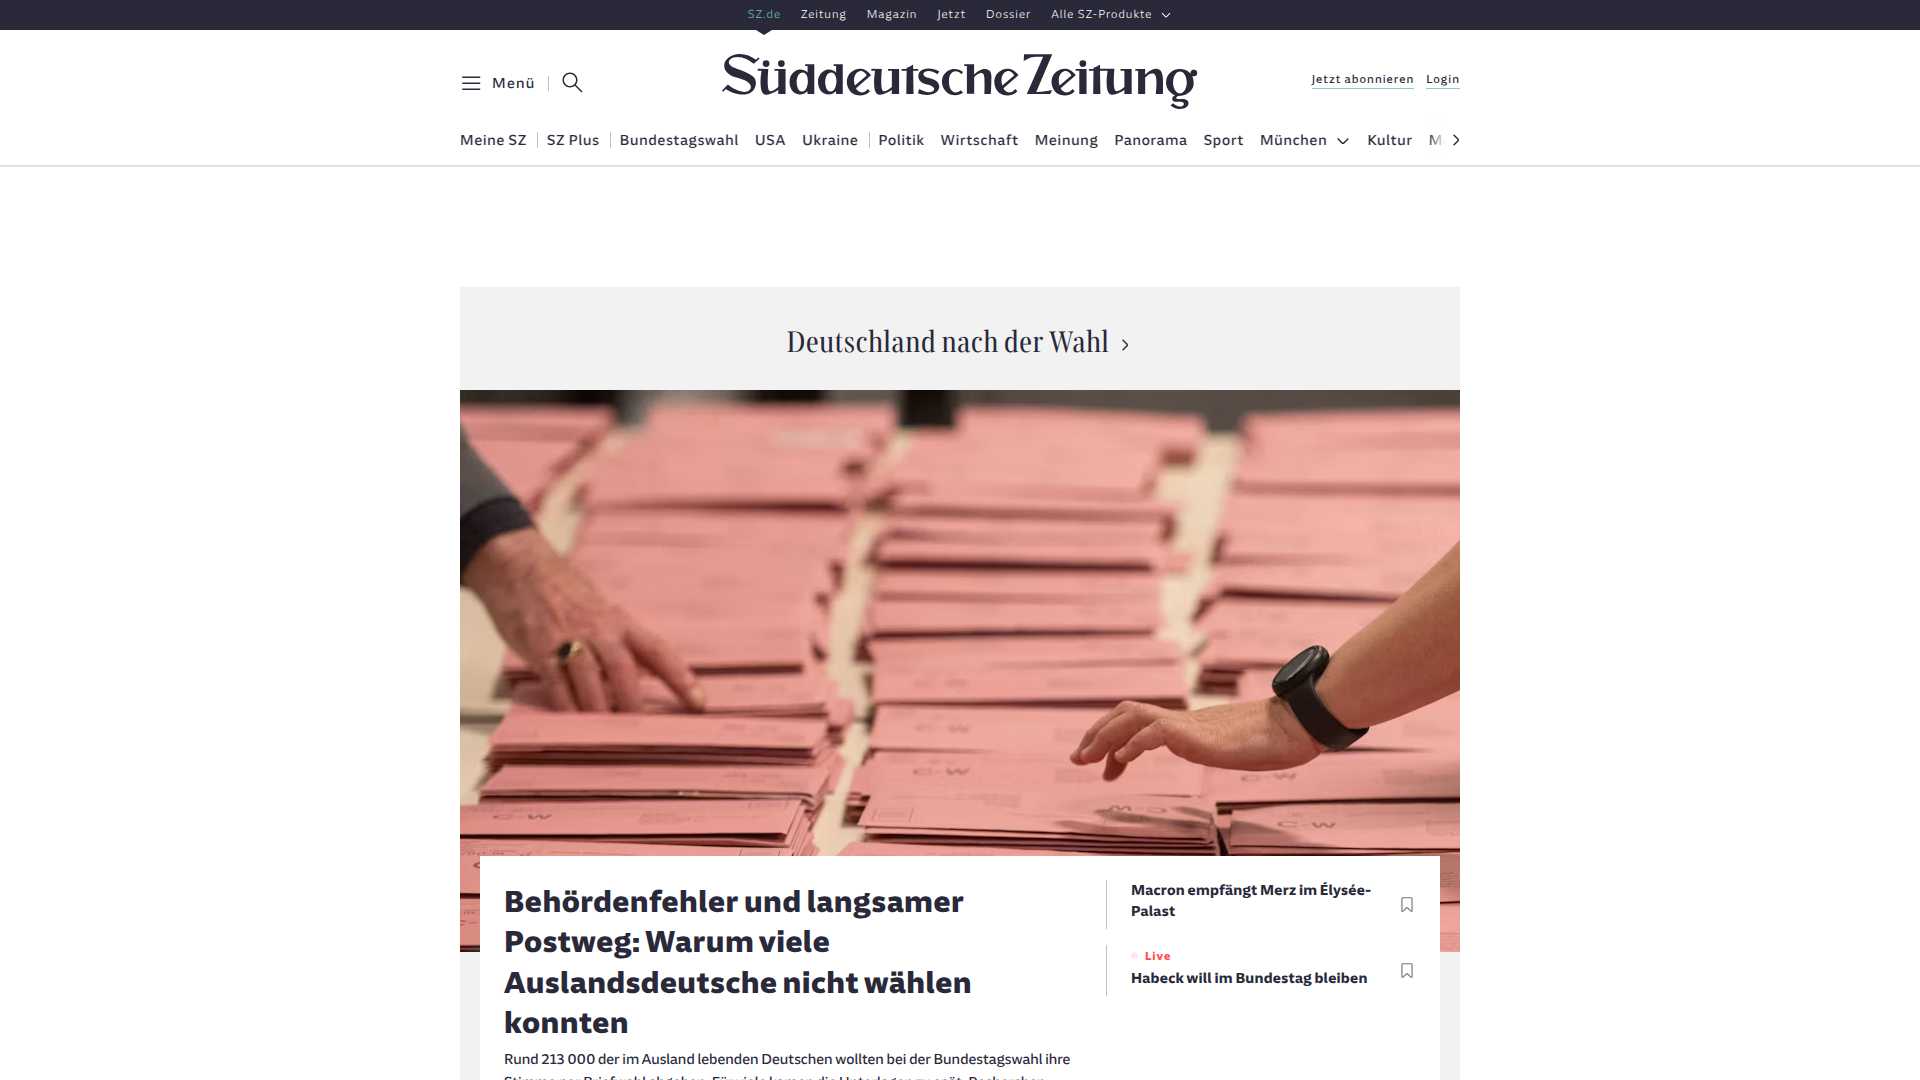 SZ.de Zeitung Magazin Jetzt Dossier Alle SZ-Produkte
Menü
Süddeutsche Zeitung
Jetzt abonnieren Login
Meine SZ SZ Plus Bundestagswahl USA Ukraine Politik Wirtschaft Meinung Panorama Sport München Kultur M
Deutschland nach der Wahl
C-W
C-W
C-W
C-W
C-W
Behördenfehler und langsamer
Postweg: Warum viele
Auslandsdeutsche nicht wählen
konnten
Rund 213 000 der im Ausland lebenden Deutschen wollten bei der Bundestagswahl ihre
Macron empfängt Merz im Élysée-
Palast
Live
Habeck will im Bundestag bleiben